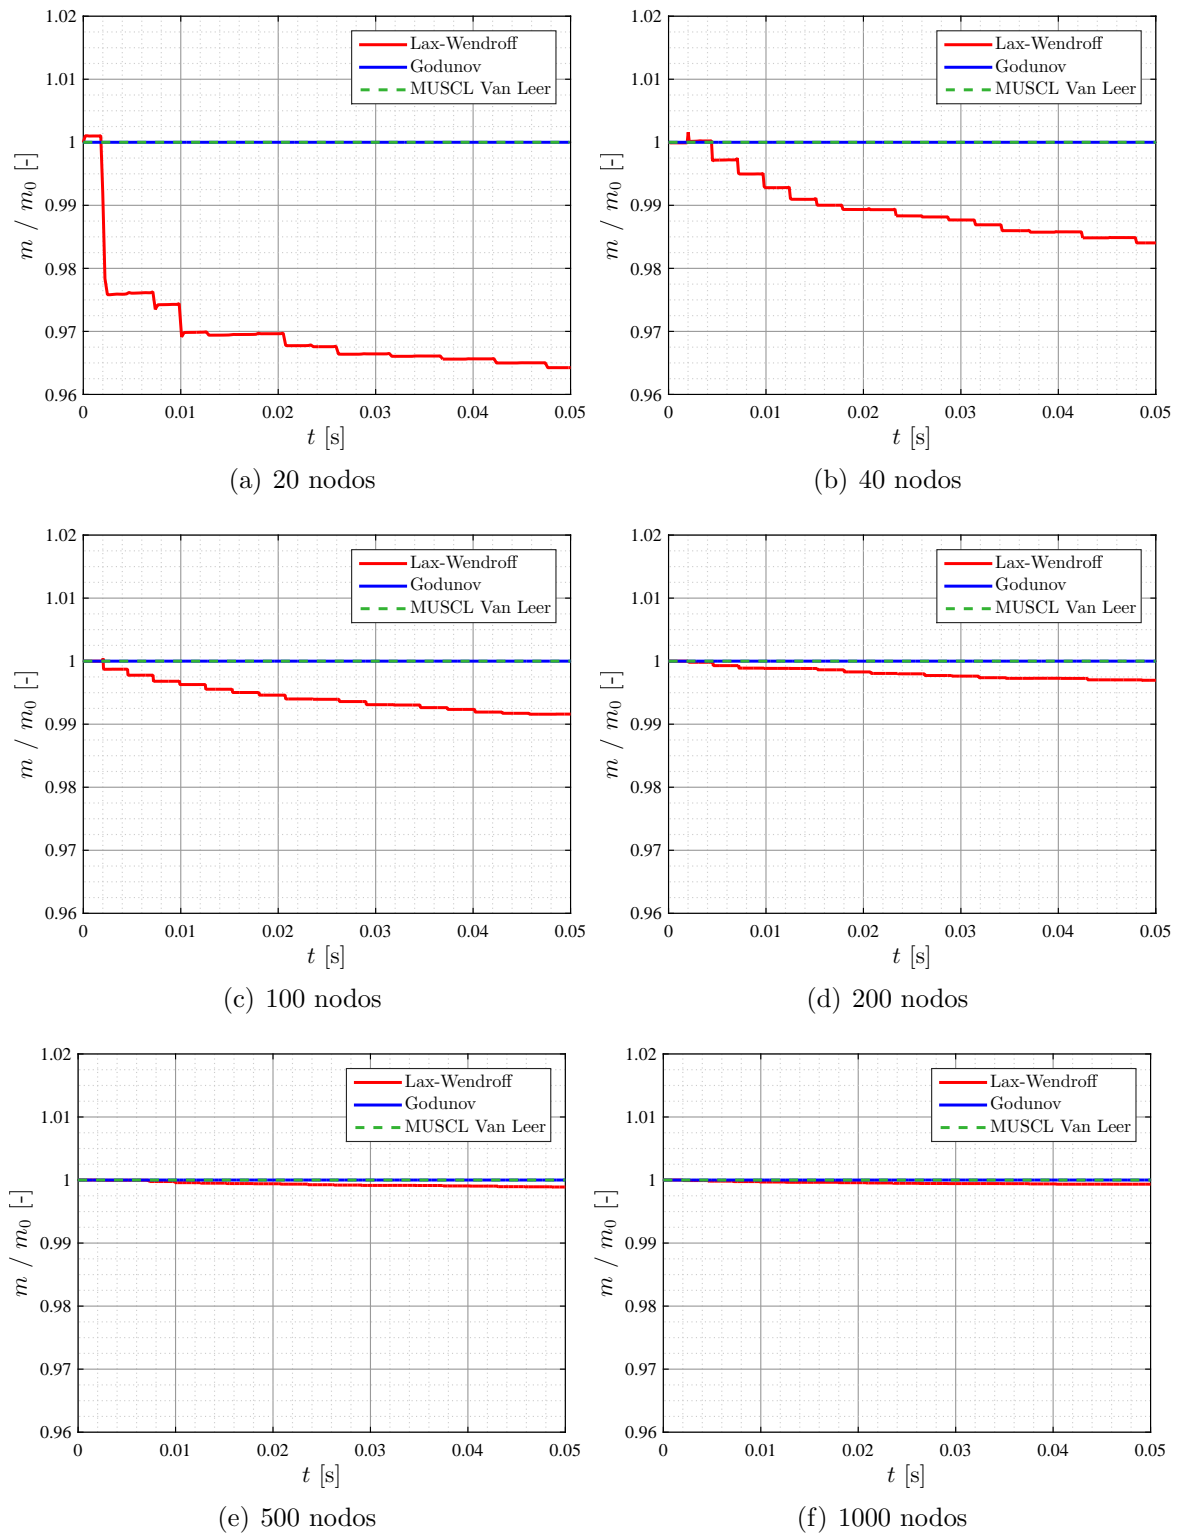 1.02
1.01
1
0.99
0.98
0.97
0.96
m / m0 [-]
Lax-Wendroff
Godunov
MUSCL Van Leer
0 0.01 0.02 0.03 0.04 0.05
t [s]
(a) 20 nodos
1.02
1.01
1
0.99
0.98
0.97
0.96
m / m0 [-]
Lax-Wendroff
Godunov
MUSCL Van Leer
0 0.01 0.02 0.03 0.04 0.05
t [s]
(b) 40 nodos
1.02
1.01
1
0.99
0.98
0.97
0.96
m / m0 [-]
Lax-Wendroff
Godunov
MUSCL Van Leer
0 0.01 0.02 0.03 0.04 0.05
t [s]
(c) 100 nodos
1.02
1.01
1
0.99
0.98
0.97
0.96
m / m0 [-]
Lax-Wendroff
Godunov
MUSCL Van Leer
0 0.01 0.02 0.03 0.04 0.05
t [s]
(d) 200 nodos
1.02
1.01
1
0.99
0.98
0.97
0.96
m / m0 [-]
Lax-Wendroff
Godunov
MUSCL Van Leer
0 0.01 0.02 0.03 0.04 0.05
t [s]
(e) 500 nodos
1.02
1.01
1
0.99
0.98
0.97
0.96
m / m0 [-]
Lax-Wendroff
Godunov
MUSCL Van Leer
0 0.01 0.02 0.03 0.04 0.05
t [s]
(f) 1000 nodos